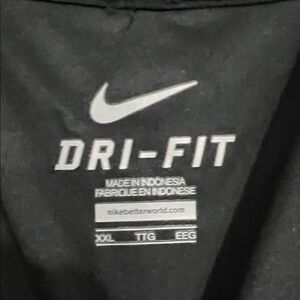 DRI-FIT
MADE IN INDONESIA
FABRIQUE EN INDONESIE
nikebetterworld.com
XXL TTG EEG